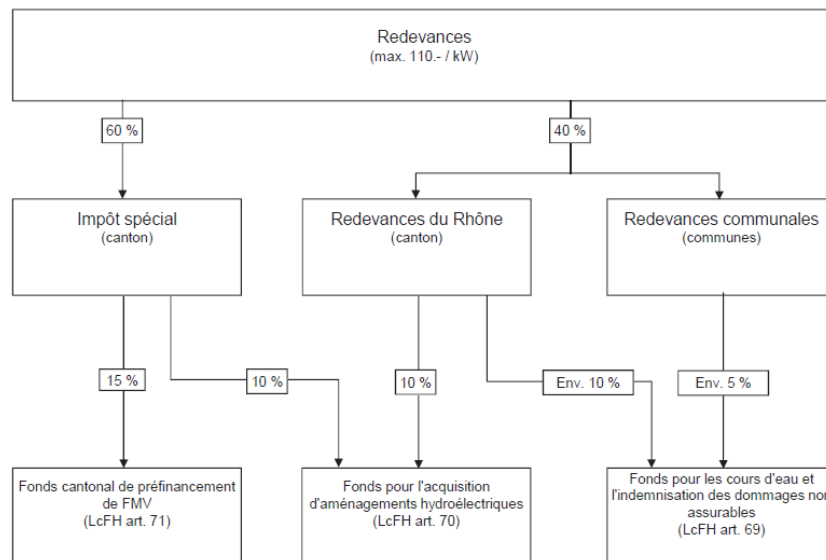 Redevances
(max. 110.- / kW)
60 %
40 %
Impôt spécial
(canton)
Redevances du Rhône
(canton)
Redevances communales
(communes)
15 %
10 %
10 %
Env. 10 %
Env. 5 %
Fonds cantonal de préfinancement
de FMV
(LcFH art. 71)
Fonds pour l'acquisition
d'aménagements hydroélectriques
(LcFH art. 70)
Fonds pour les cours d'eau et
l'indemnisation des dommages non
assurables
(LcFH art. 69)